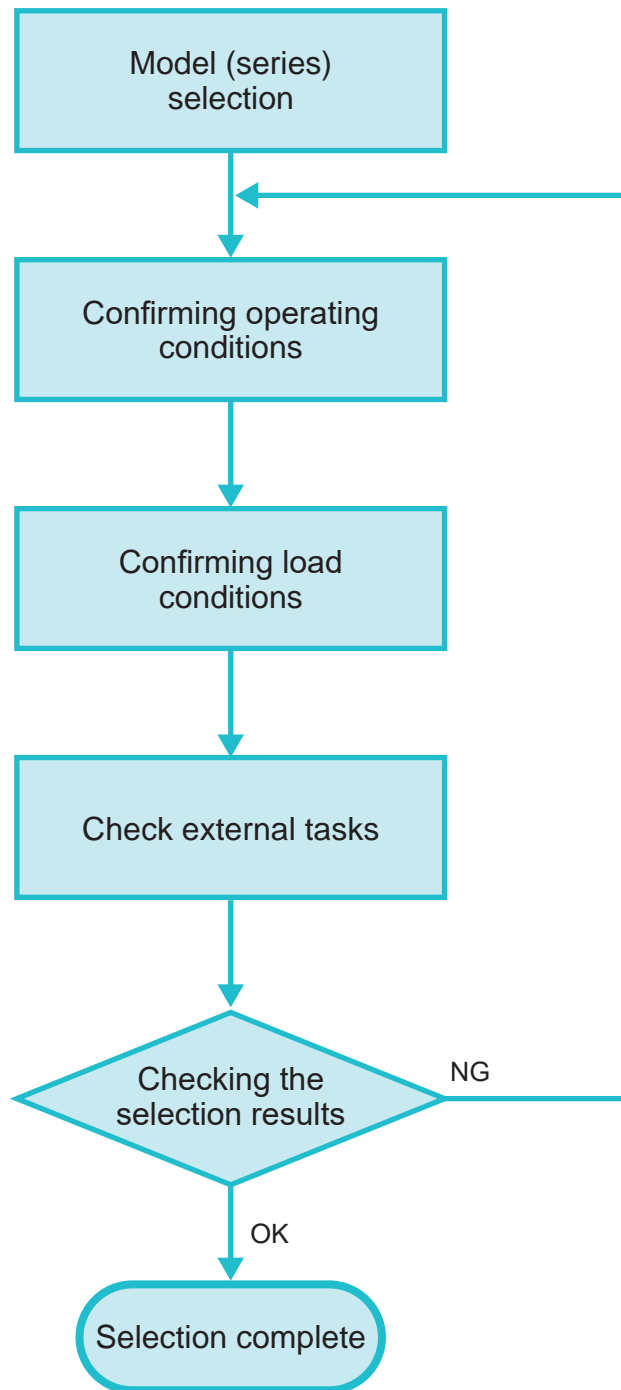 Model (series)
selection
Confirming operating
conditions
Confirming load
conditions
Check external tasks
Checking the
selection results
NG
OK
Selection complete